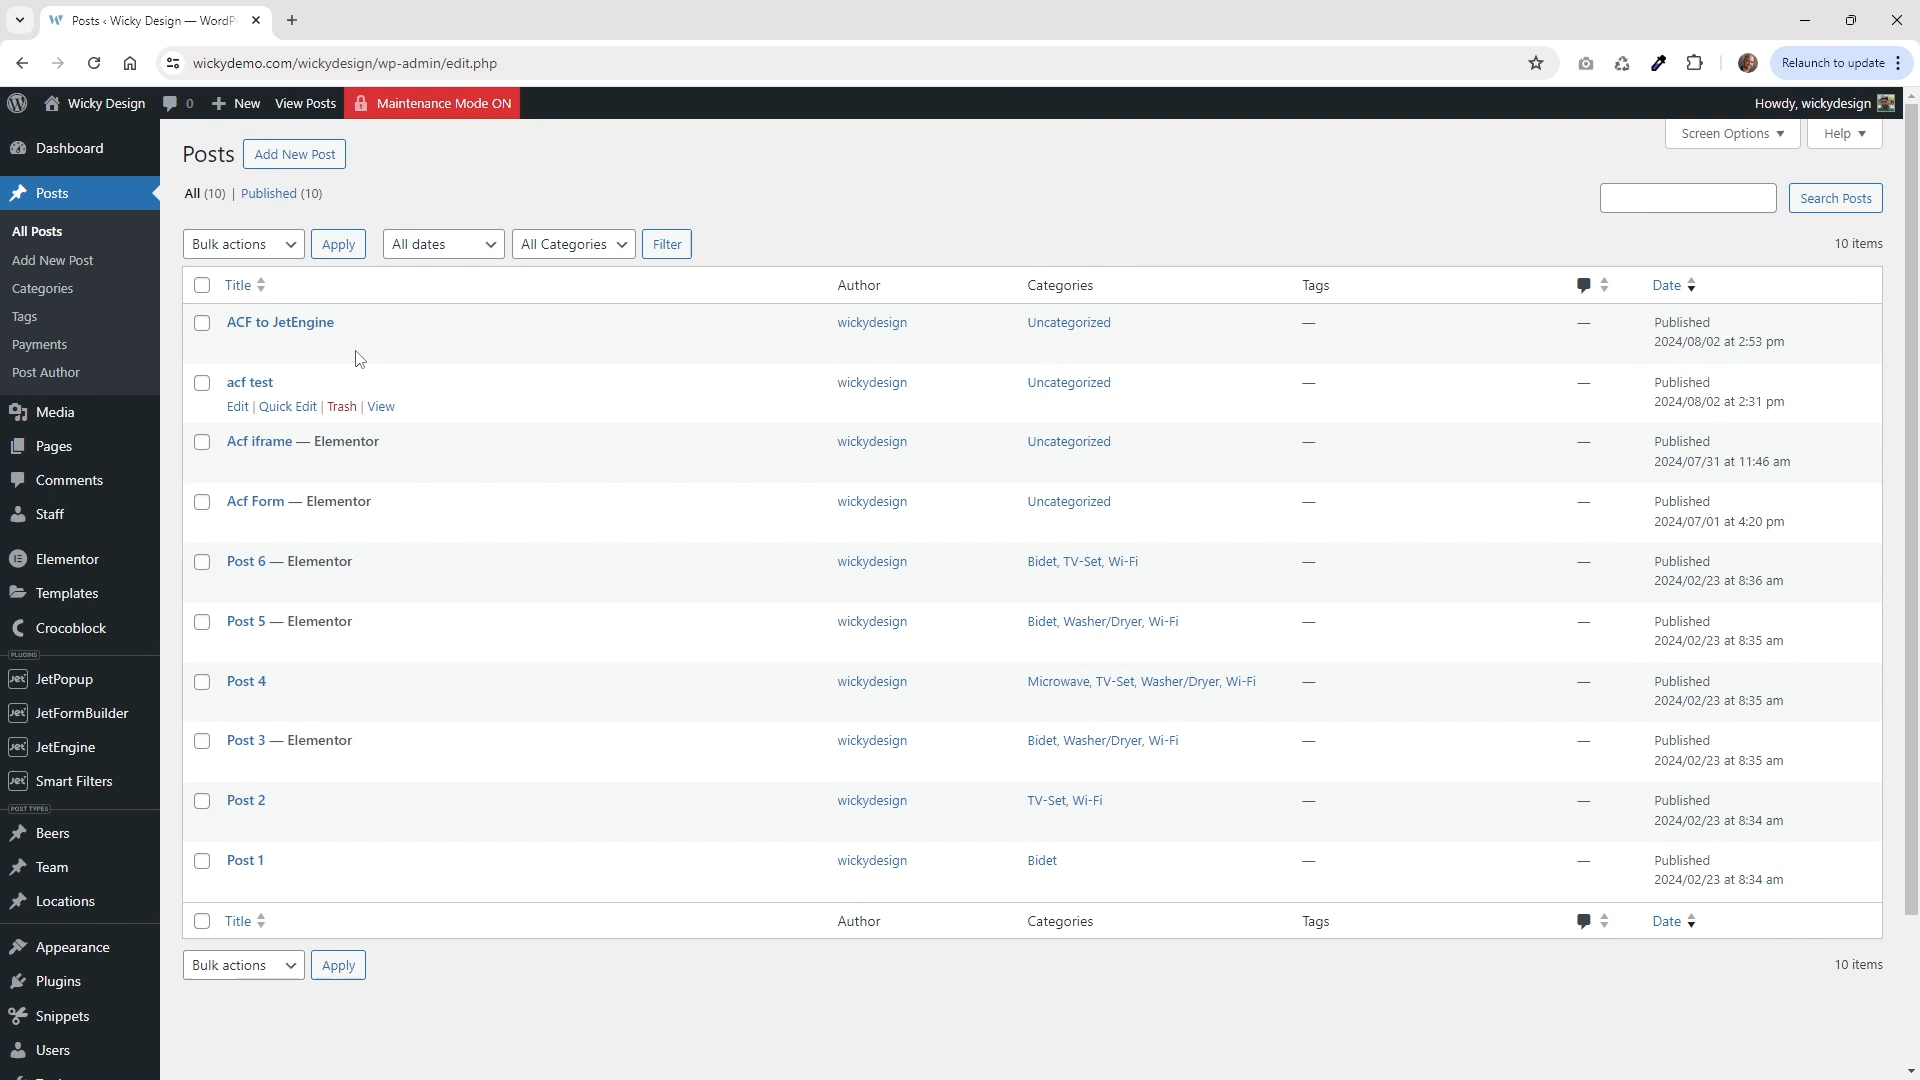 Posts ‹ Wicky Design — WordP
wickydemo.com/wickydesign/wp-admin/edit.php
Relaunch to update
Wicky Design
0
New
View Posts
Maintenance Mode ON
Howdy, wickydesign
Dashboard
Posts
All Posts
Add New Post
Categories
Tags
Payments
Post Author
Media
Pages
Comments
Staff
Elementor
Templates
Crocoblock
PLUGINS
JetPopup
JetFormBuilder
JetEngine
Smart Filters
POST TYPES
Beers
Team
Locations
Appearance
Plugins
Snippets
Users
Screen Options
Help
Posts
Add New Post
All (10) | Published (10)
Search Posts
Bulk actions
Apply
All dates
All Categories
Filter
10 items
Title Author Categories Tags Date
ACF to JetEngine wickydesign Uncategorized — — Published
2024/08/02 at 2:53 pm
acf test wickydesign Uncategorized — — Published
Edit | Quick Edit | Trash | View 2024/08/02 at 2:31 pm
Acf iframe — Elementor wickydesign Uncategorized — — Published
2024/07/31 at 11:46 am
Acf Form — Elementor wickydesign Uncategorized — — Published
2024/07/01 at 4:20 pm
Post 6 — Elementor wickydesign Bidet, TV-Set, Wi-Fi — — Published
2024/02/23 at 8:36 am
Post 5 — Elementor wickydesign Bidet, Washer/Dryer, Wi-Fi — — Published
2024/02/23 at 8:35 am
Post 4 wickydesign Microwave, TV-Set, Washer/Dryer, Wi-Fi — — Published
2024/02/23 at 8:35 am
Post 3 — Elementor wickydesign Bidet, Washer/Dryer, Wi-Fi — — Published
2024/02/23 at 8:35 am
Post 2 wickydesign TV-Set, Wi-Fi — — Published
2024/02/23 at 8:34 am
Post 1 wickydesign Bidet — — Published
2024/02/23 at 8:34 am
Title Author Categories Tags Date
Bulk actions
Apply
10 items